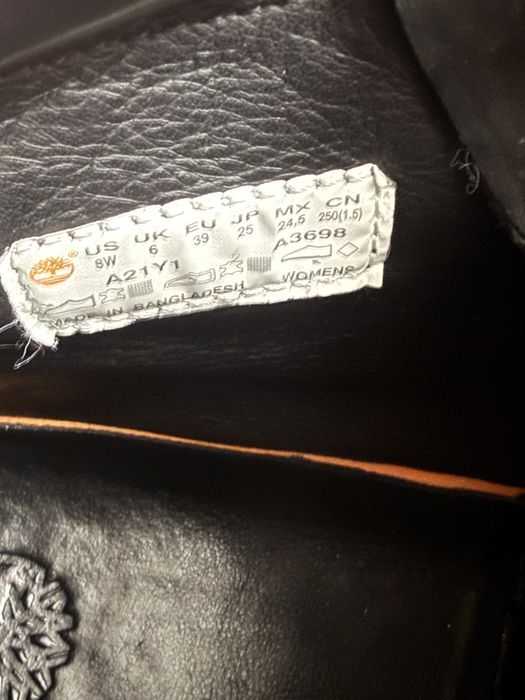 US UK EU JP MX CN
8W 6 39 25 24,5 250(1.5)
A21Y1 A3698
WOMENS
MADE IN BANGLADESH